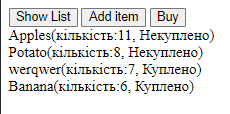 Show List Add item Buy
Apples(кількість:11, Некуплено)
Potato(кількість:8, Некуплено)
werqwer(кількість:7, Куплено)
Banana(кількість:6, Куплено)